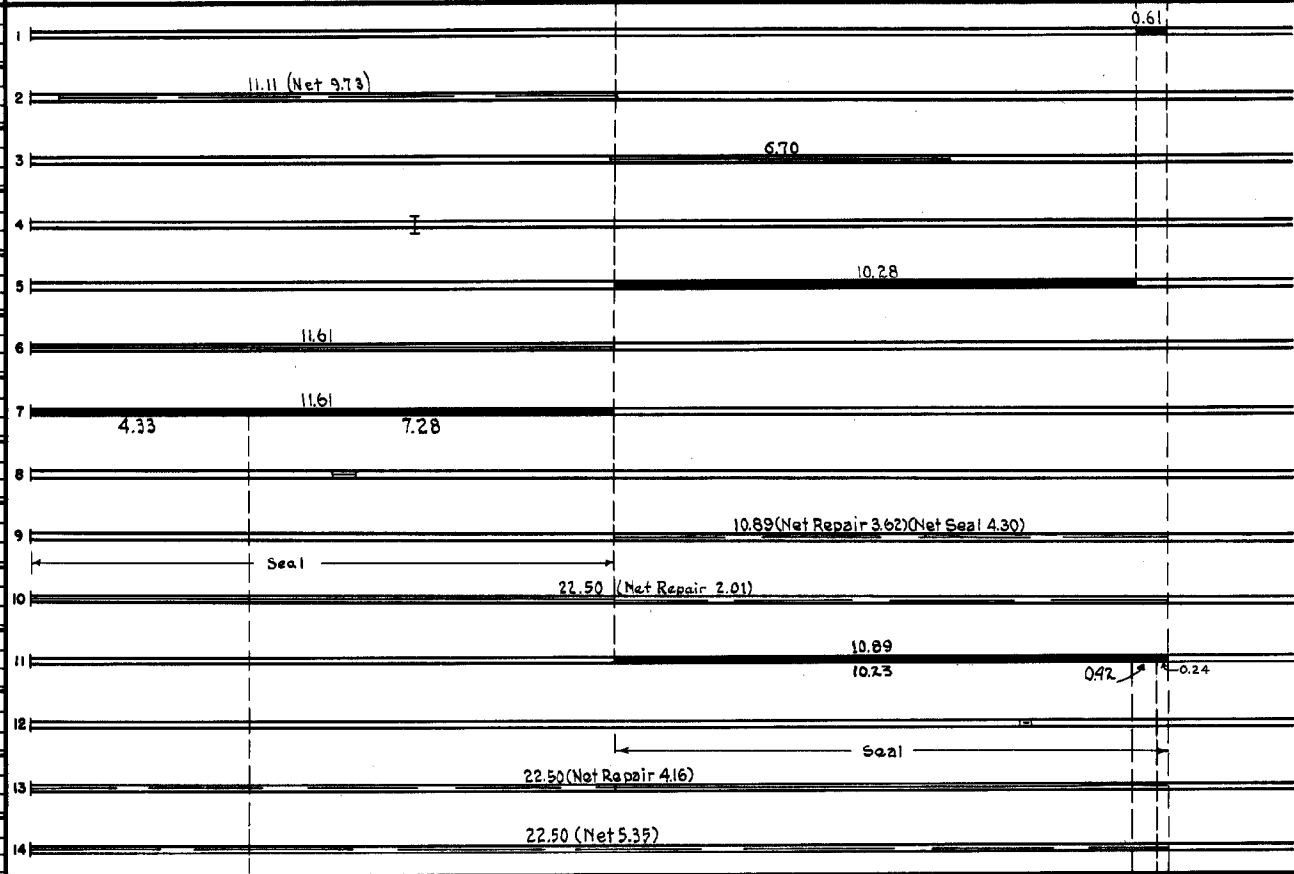 0.61
1
11.11 (Net 9.73)
2
6.70
3
4
10.28
5
11.61
6
11.61
7
4.33 7.28
8
10.89 (Net Repair 3.62) (Net Seal 4.30)
9
Seal
22.50 (Net Repair 2.01)
10
10.89
11
10.23 0.42 0.24
12
Seal
22.50 (Net Repair 4.16)
13
22.50 (Net 5.35)
14